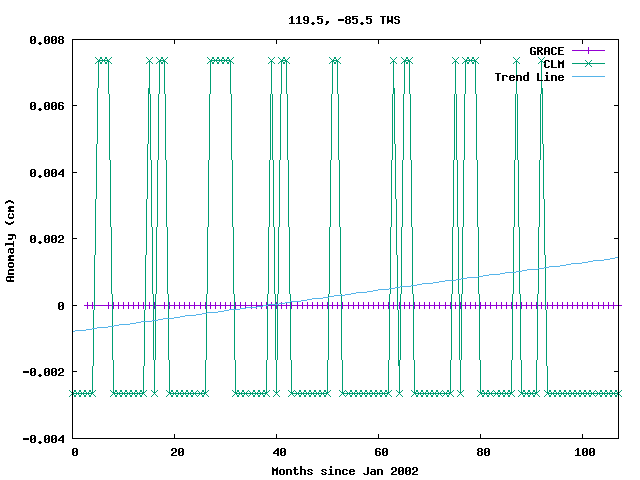 119.5, -85.5 TWS
GRACE
CLM
Trend Line
0.008
0.006
0.004
0.002
0
-0.002
-0.004
Anomaly (cm)
0 20 40 60 80 100
Months since Jan 2002